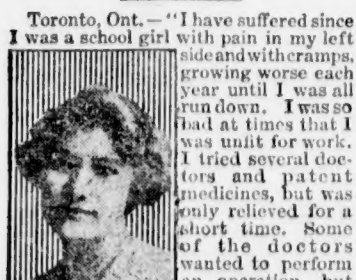 Toronto, Ont. — "I have suffered since
I was a school girl with pain in my left
side and with cramps,
growing worse each
year until I was all
run down. I was so
bad at times that I
was unfit for work.
I tried several doc-
tors and patent
medicines, but was
only relieved for a
short time. Some
of the doctors
wanted to perform
an operation, but